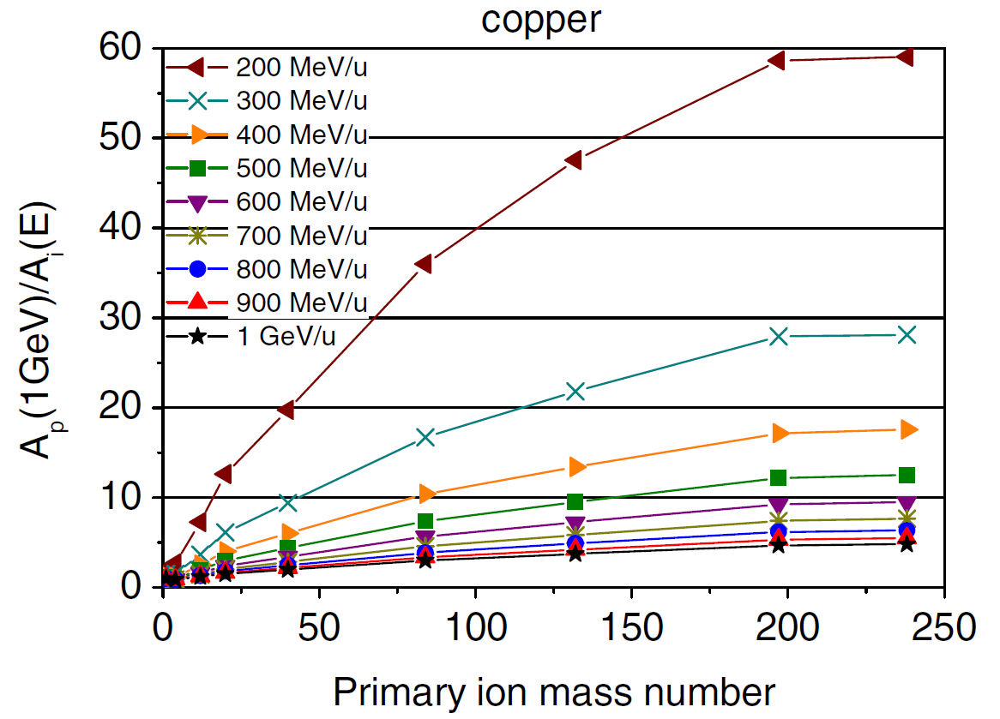 copper
60
50
40
30
20
10
0
200 MeV/u
300 MeV/u
400 MeV/u
500 MeV/u
600 MeV/u
700 MeV/u
800 MeV/u
900 MeV/u
1 GeV/u
Ap(1GeV)/Ai(E)
0 50 100 150 200 250
Primary ion mass number